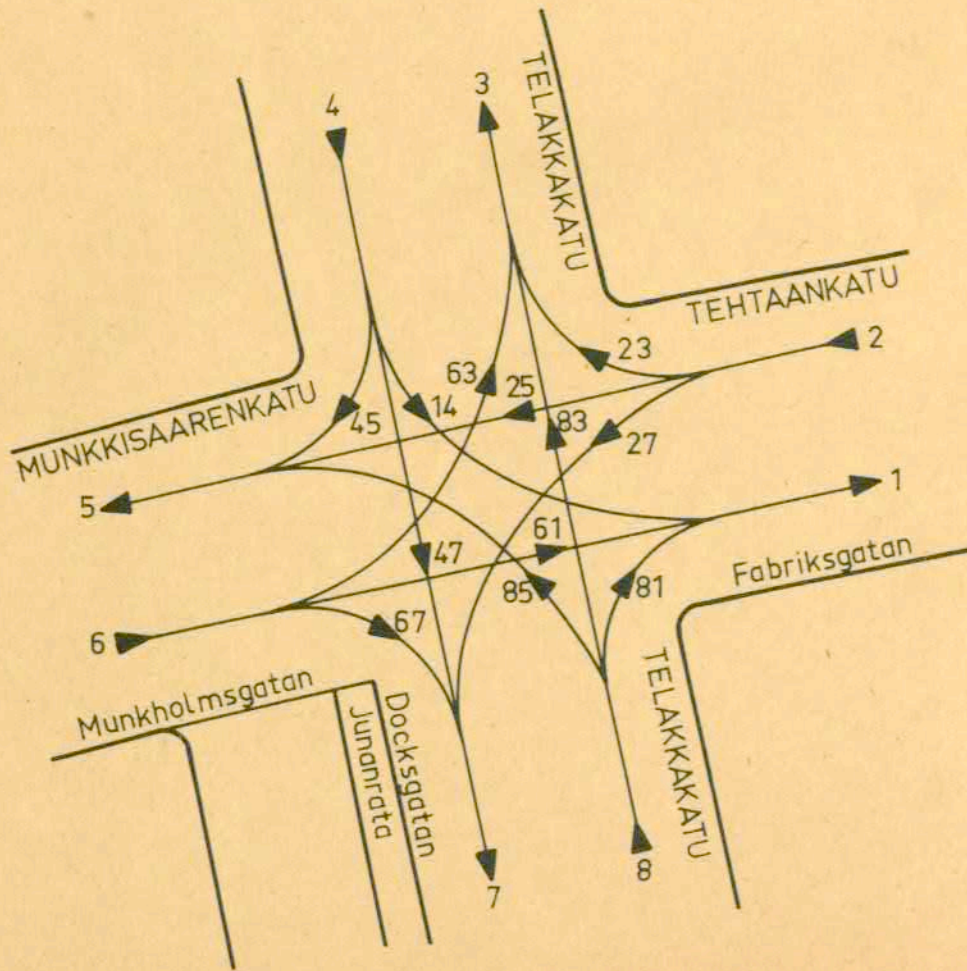 4
3
TELAKKAKATU
TEHTAANKATU
2
23
63
25
14
83
45
27
MUNKKISAARENKATU
5
1
61
47
Fabriksgatan
85
81
67
6
TELAKKAKATU
Munkholmsgatan
Docksgatan
Junanrata
7
8